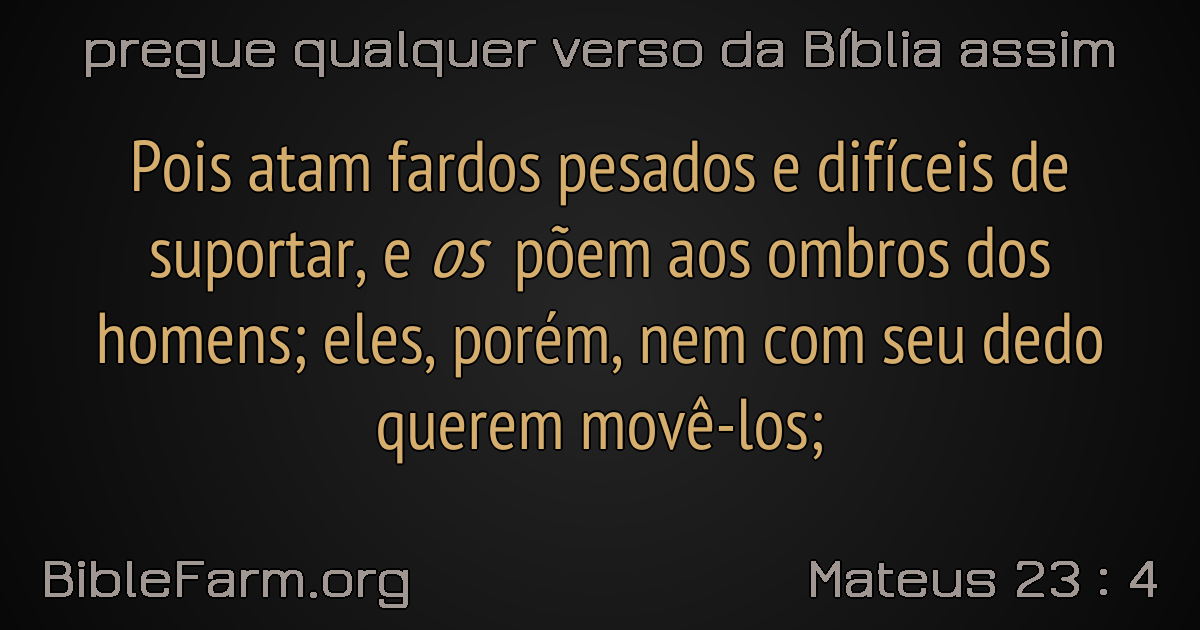 pregue qualquer verso da Bíblia assim
Pois atam fardos pesados e difíceis de
suportar, e os põem aos ombros dos
homens; eles, porém, nem com seu dedo
querem movê-los;
BibleFarm.org
Mateus 23 : 4